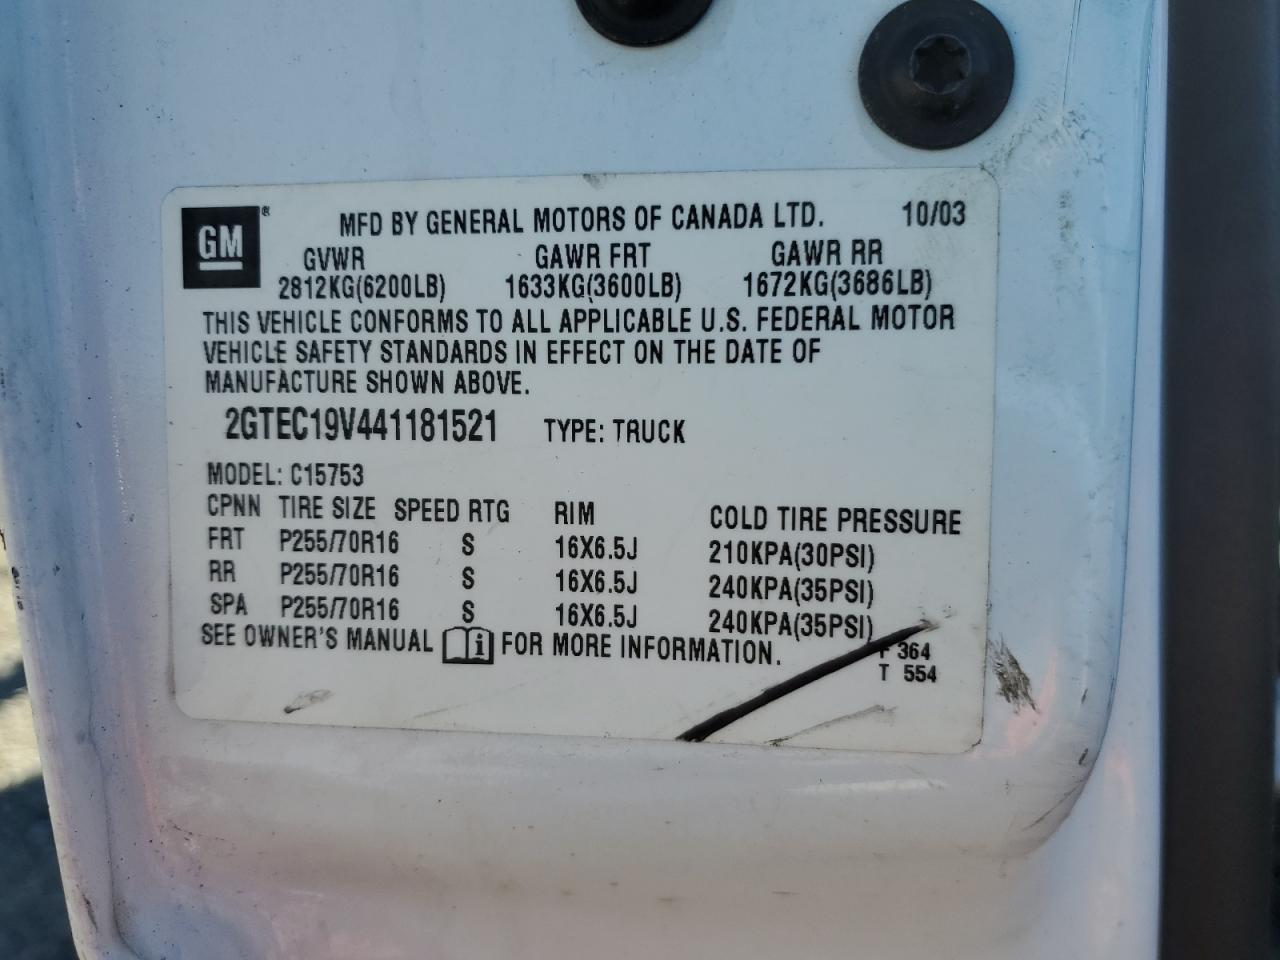 GM®
MFD BY GENERAL MOTORS OF CANADA LTD. 10/03
GVWR GAWR FRT GAWR RR
2812KG(6200LB) 1633KG(3600LB) 1672KG(3686LB)
THIS VEHICLE CONFORMS TO ALL APPLICABLE U.S. FEDERAL MOTOR
VEHICLE SAFETY STANDARDS IN EFFECT ON THE DATE OF
MANUFACTURE SHOWN ABOVE.
2GTEC19V441181521 TYPE: TRUCK
MODEL: C15753
CPNN TIRE SIZE SPEED RTG RIM COLD TIRE PRESSURE
FRT P255/70R16 S 16X6.5J 210KPA(30PSI)
RR P255/70R16 S 16X6.5J 240KPA(35PSI)
SPA P255/70R16 S 16X6.5J 240KPA(35PSI)
SEE OWNER'S MANUAL i FOR MORE INFORMATION.
F 364
T 554